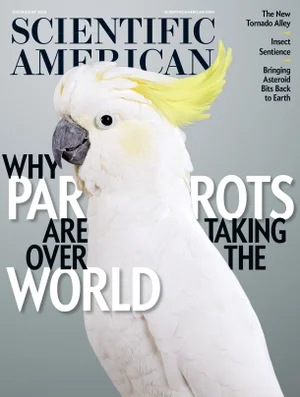 SCIENTIFIC
AMERICAN
The New
Tornado Alley
Insect
Sentience
Bringing
Asteroid
Bits Back
to Earth
WHY
PARROTS
ARE TAKING
OVER THE
WORLD